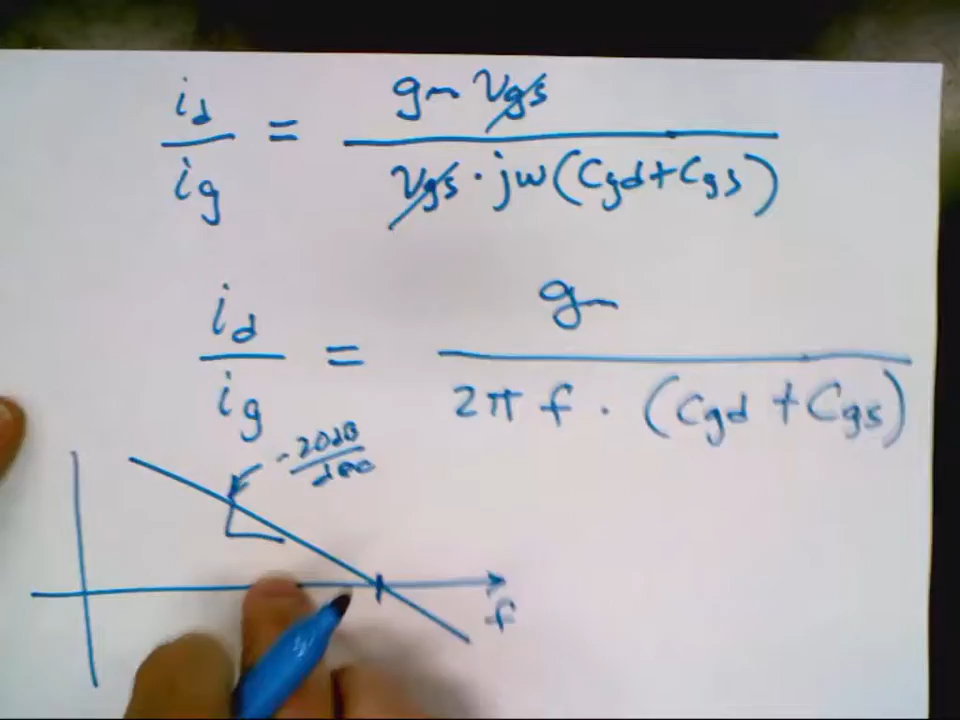 i_d / i_g = g_m v_gs / v_gs · jω (C_gd + C_gs)
i_d / i_g = g_m / 2π f · (C_gd + C_gs)
-20dB / dec
f